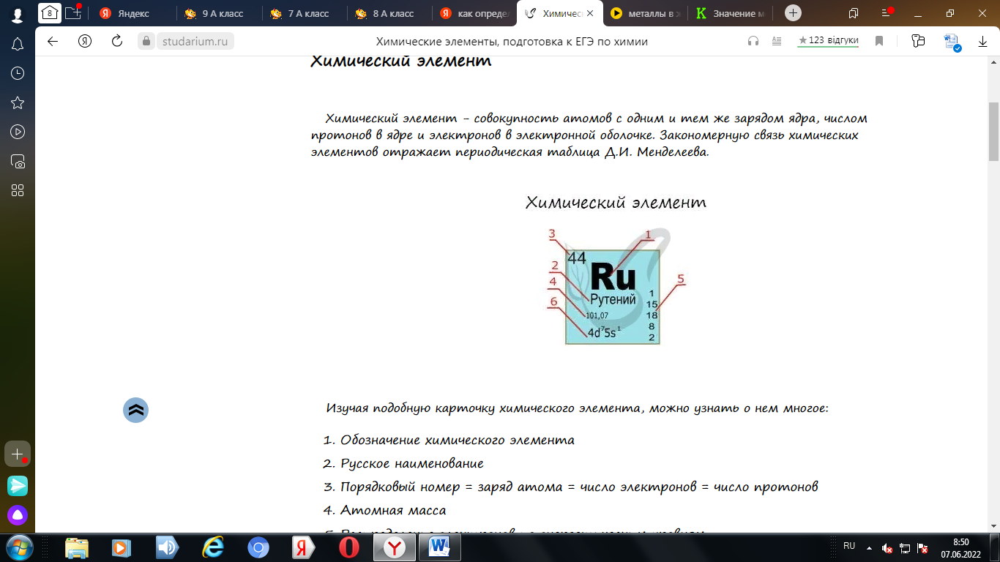 8
Яндекс
9 А класс
7 А класс
8 А класс
как опреде
Химичес
металлы в ж
Значение м
studarium.ru
Химические элементы, подготовка к ЕГЭ по химии
123 відгуки
Химический элемент
Химический элемент - совокупность атомов с одним и тем же зарядом ядра, числом
протонов в ядре и электронов в электронной оболочке. Закономерную связь химических
элементов отражает периодическая таблица Д.И. Менделеева.
Химический элемент
3
1
44
Ru
2
4
5
6
Рутений
1
15
101,07
18
8
4d⁷5s¹
2
Изучая подобную карточку химического элемента, можно узнать о нем многое:
1. Обозначение химического элемента
2. Русское наименование
3. Порядковый номер = заряд атома = число электронов = число протонов
4. Атомная масса
RU
8:50
07.06.2022